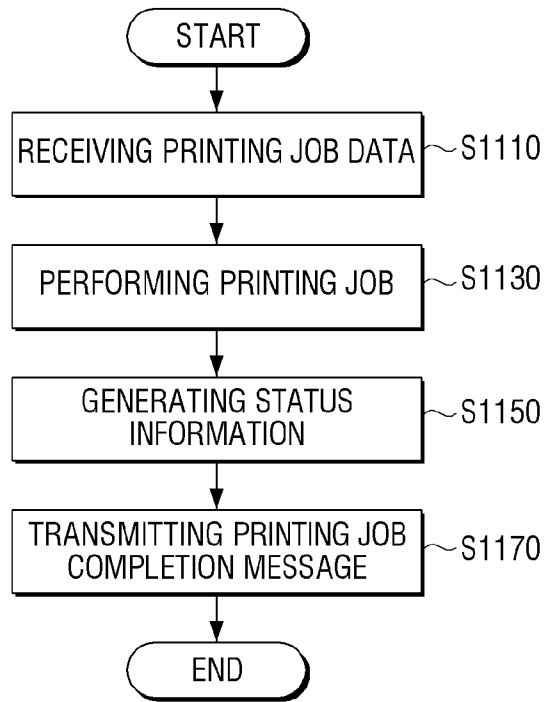 START
RECEIVING PRINTING JOB DATA
S1110
PERFORMING PRINTING JOB
S1130
GENERATING STATUS
INFORMATION
S1150
TRANSMITTING PRINTING JOB
COMPLETION MESSAGE
S1170
END